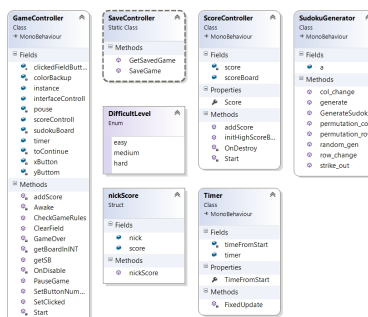 GameController
Class
MonoBehaviour
Fields
clickedFieldButt...
colorBackup
instance
interfaceControll
pouse
scoreControll
sudokuBoard
timer
toContinue
xButton
yButtom
Methods
addScore
Awake
CheckGameRules
ClearField
GameOver
getBoardInINT
getSB
OnDisable
PauseGame
SetButtonNum...
SetClicked
Start
SaveController
Static Class
Methods
GetSavedGame
SaveGame
DifficultLevel
Enum
easy
medium
hard
nickScore
Struct
Fields
nick
score
Methods
nickScore
ScoreController
Class
MonoBehaviour
Fields
score
scoreBoard
Properties
Score
Methods
addScore
initHighScoreB...
OnDestroy
Start
Timer
Class
MonoBehaviour
Fields
timeFromStart
timer
Properties
TimeFromStart
Methods
FixedUpdate
SudokuGenerator
Class
MonoBehaviour
Fields
a
Methods
col_change
generate
GenerateSudok
permutation_co
permutation_ro
random_gen
row_change
strike_out